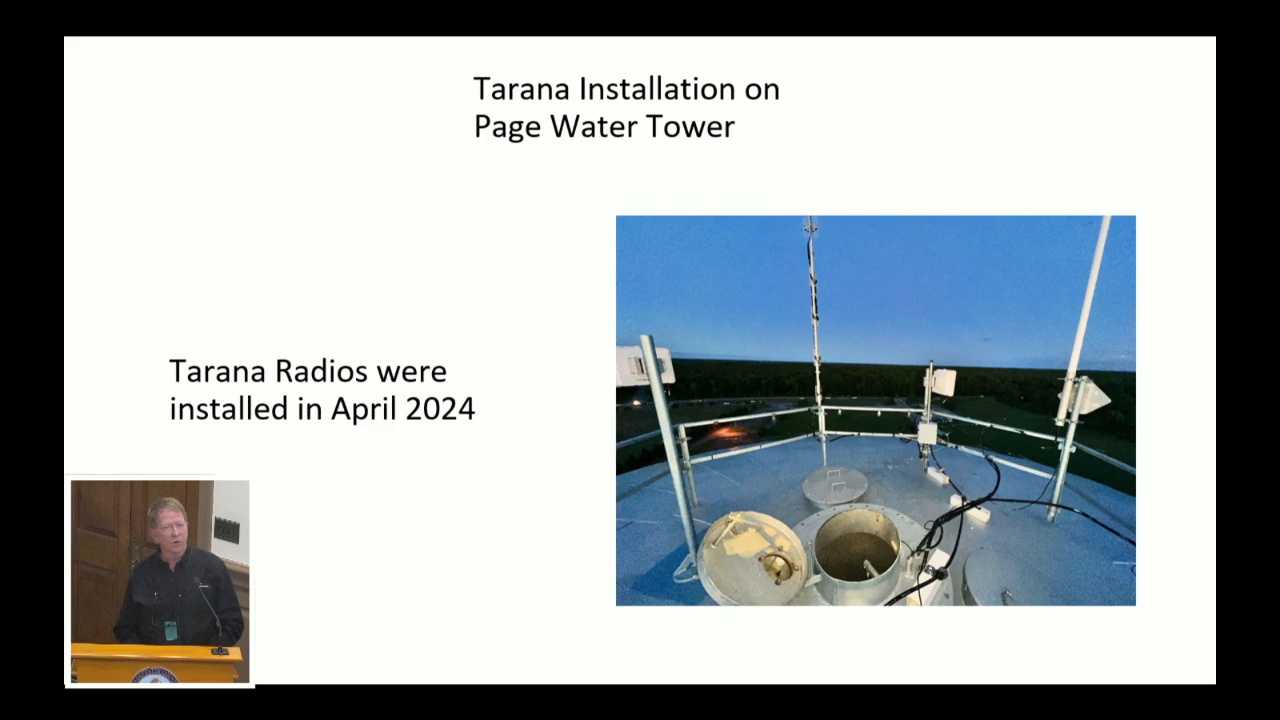 Tarana Installation on
Page Water Tower
Tarana Radios were
installed in April 2024